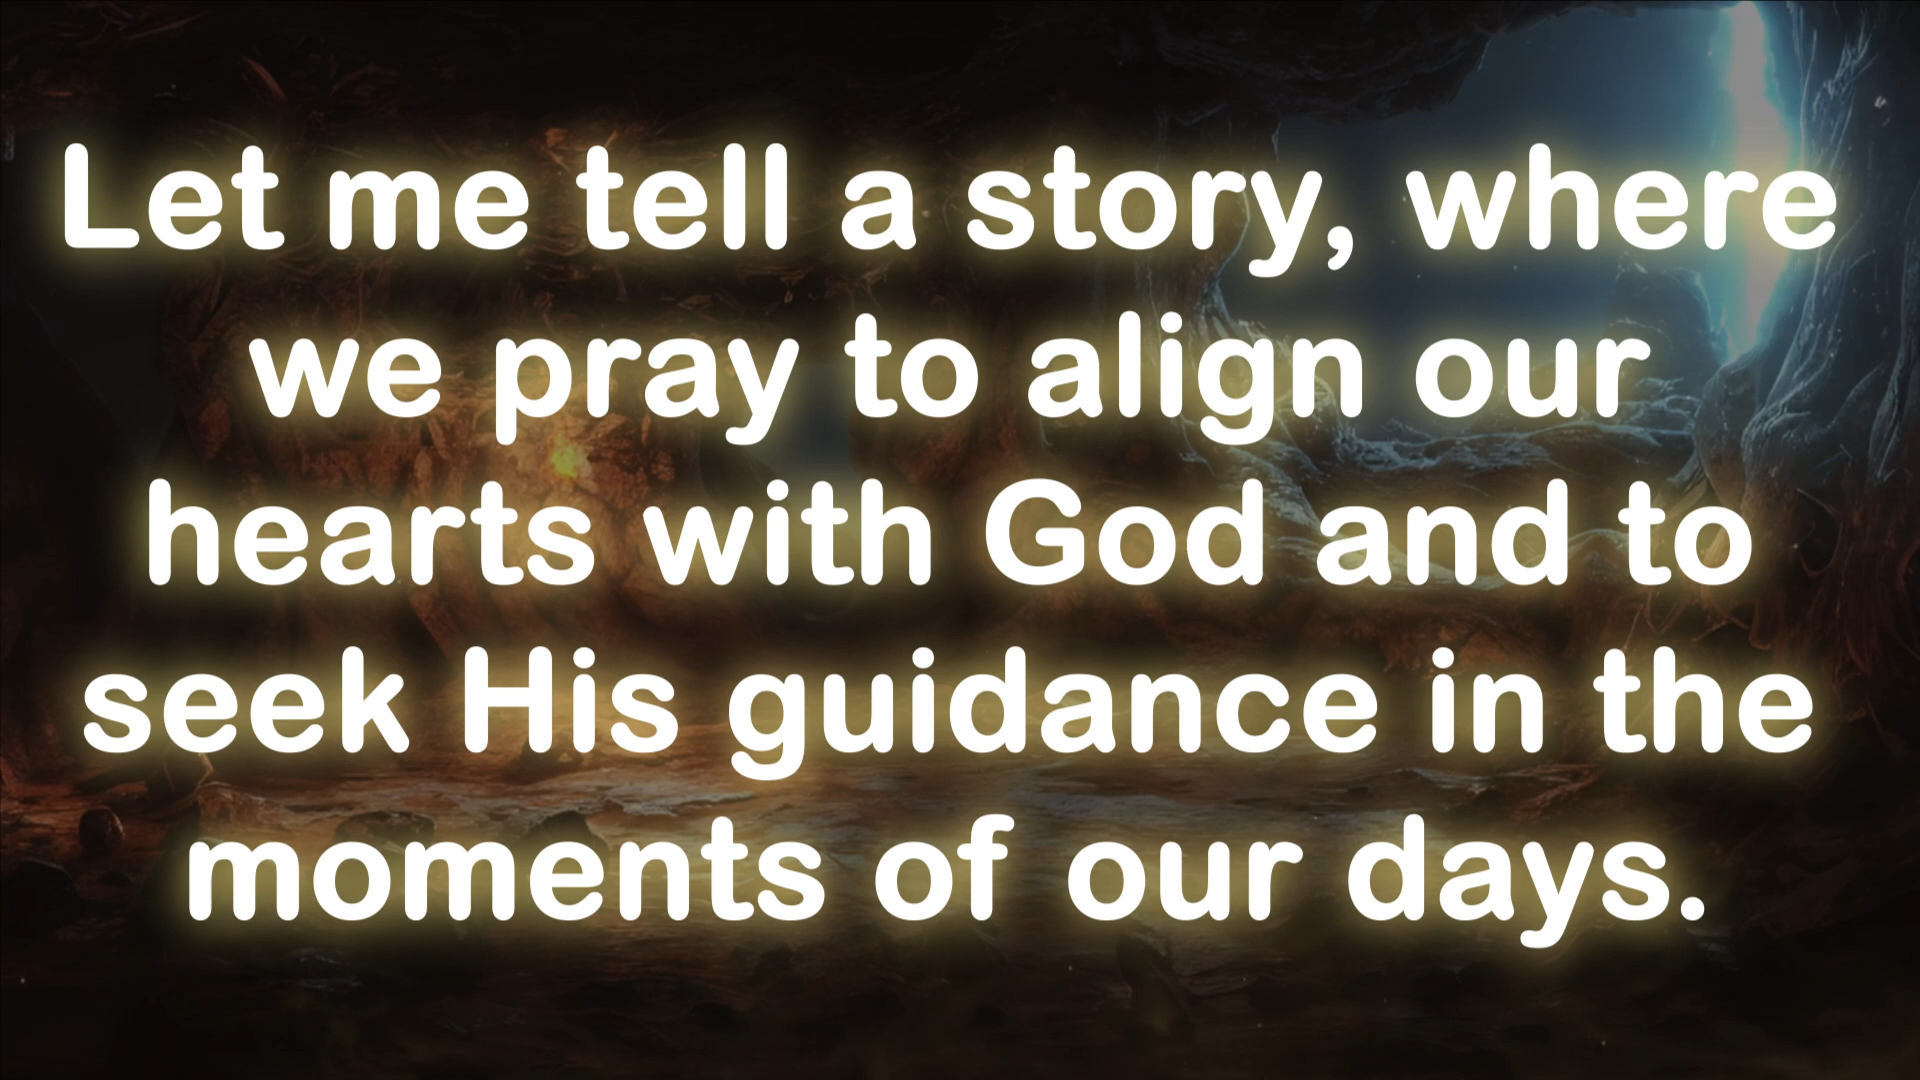 Let me tell a story, where
we pray to align our
hearts with God and to
seek His guidance in the
moments of our days.